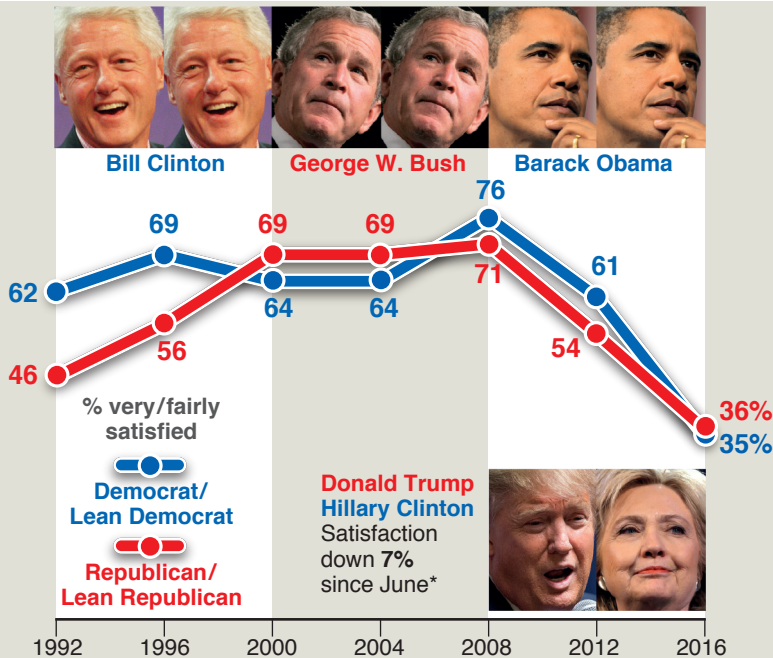 Bill Clinton
George W. Bush
Barack Obama
76
69
69
69
62
61
64
64
71
56
54
46
36%
35%
% very/fairly
satisfied
Democrat/
Lean Democrat
Republican/
Lean Republican
Donald Trump
Hillary Clinton
Satisfaction
down 7%
since June*
1992
1996
2000
2004
2008
2012
2016